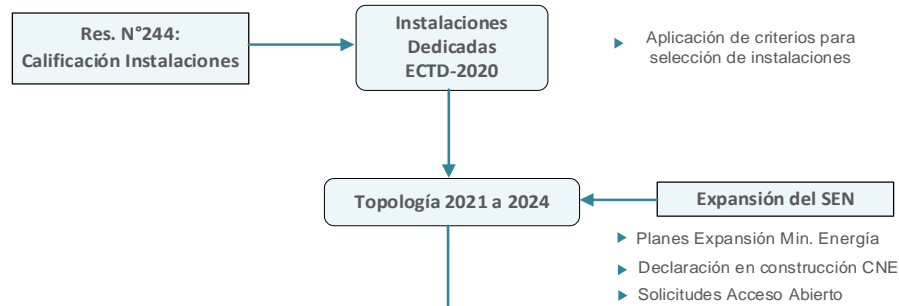 Res. N°244:
Calificación Instalaciones
Instalaciones
Dedicadas
ECTD-2020
Aplicación de criterios para
selección de instalaciones
Topología 2021 a 2024
Expansión del SEN
Planes Expansión Min. Energía
Declaración en construcción CNE
Solicitudes Acceso Abierto